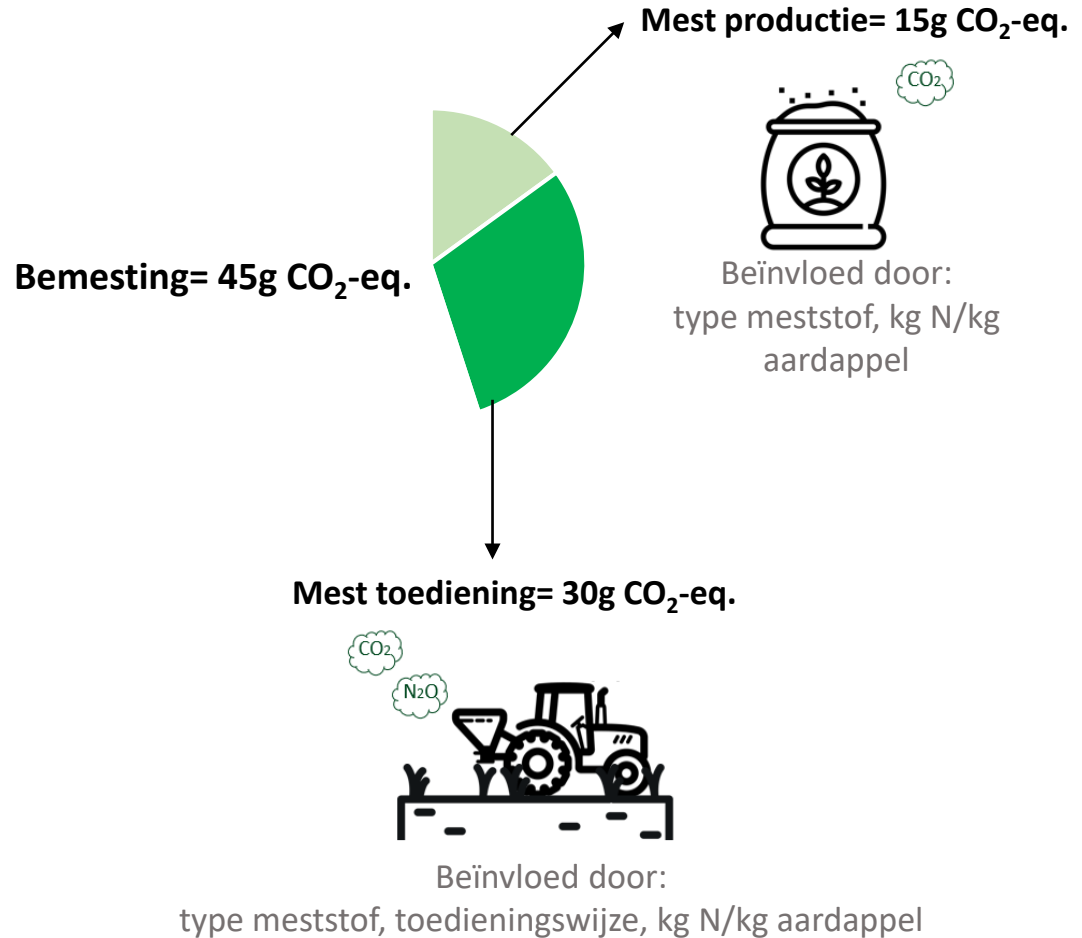 Mest productie= 15g CO₂-eq.
CO₂
Bemesting= 45g CO₂-eq.
Beïnvloed door:
type meststof, kg N/kg
aardappel
Mest toediening= 30g CO₂-eq.
CO₂
N₂O
Beïnvloed door:
type meststof, toedieningswijze, kg N/kg aardappel